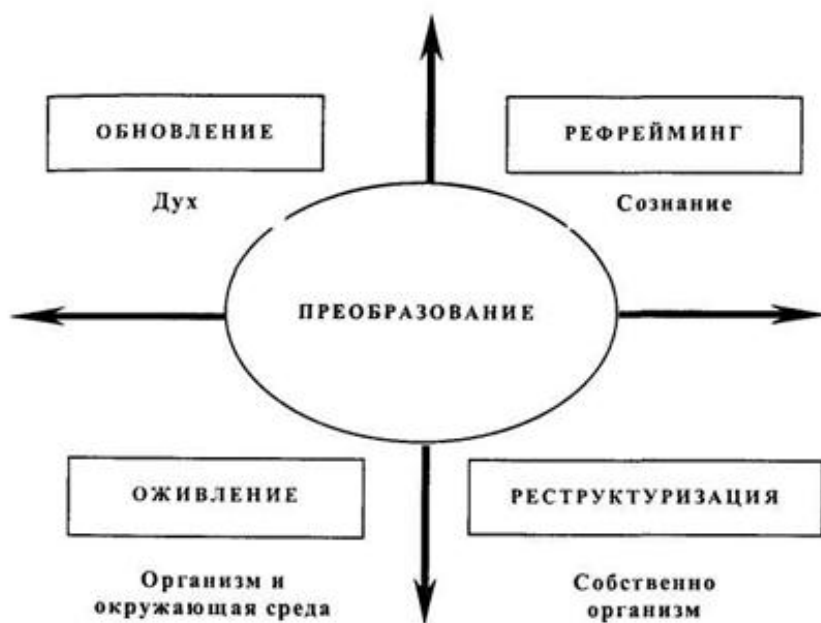 ОБНОВЛЕНИЕ
Дух
РЕФРЕЙМИНГ
Сознание
ПРЕОБРАЗОВАНИЕ
ОЖИВЛЕНИЕ
Организм и
окружающая среда
РЕСТРУКТУРИЗАЦИЯ
Собственно
организм